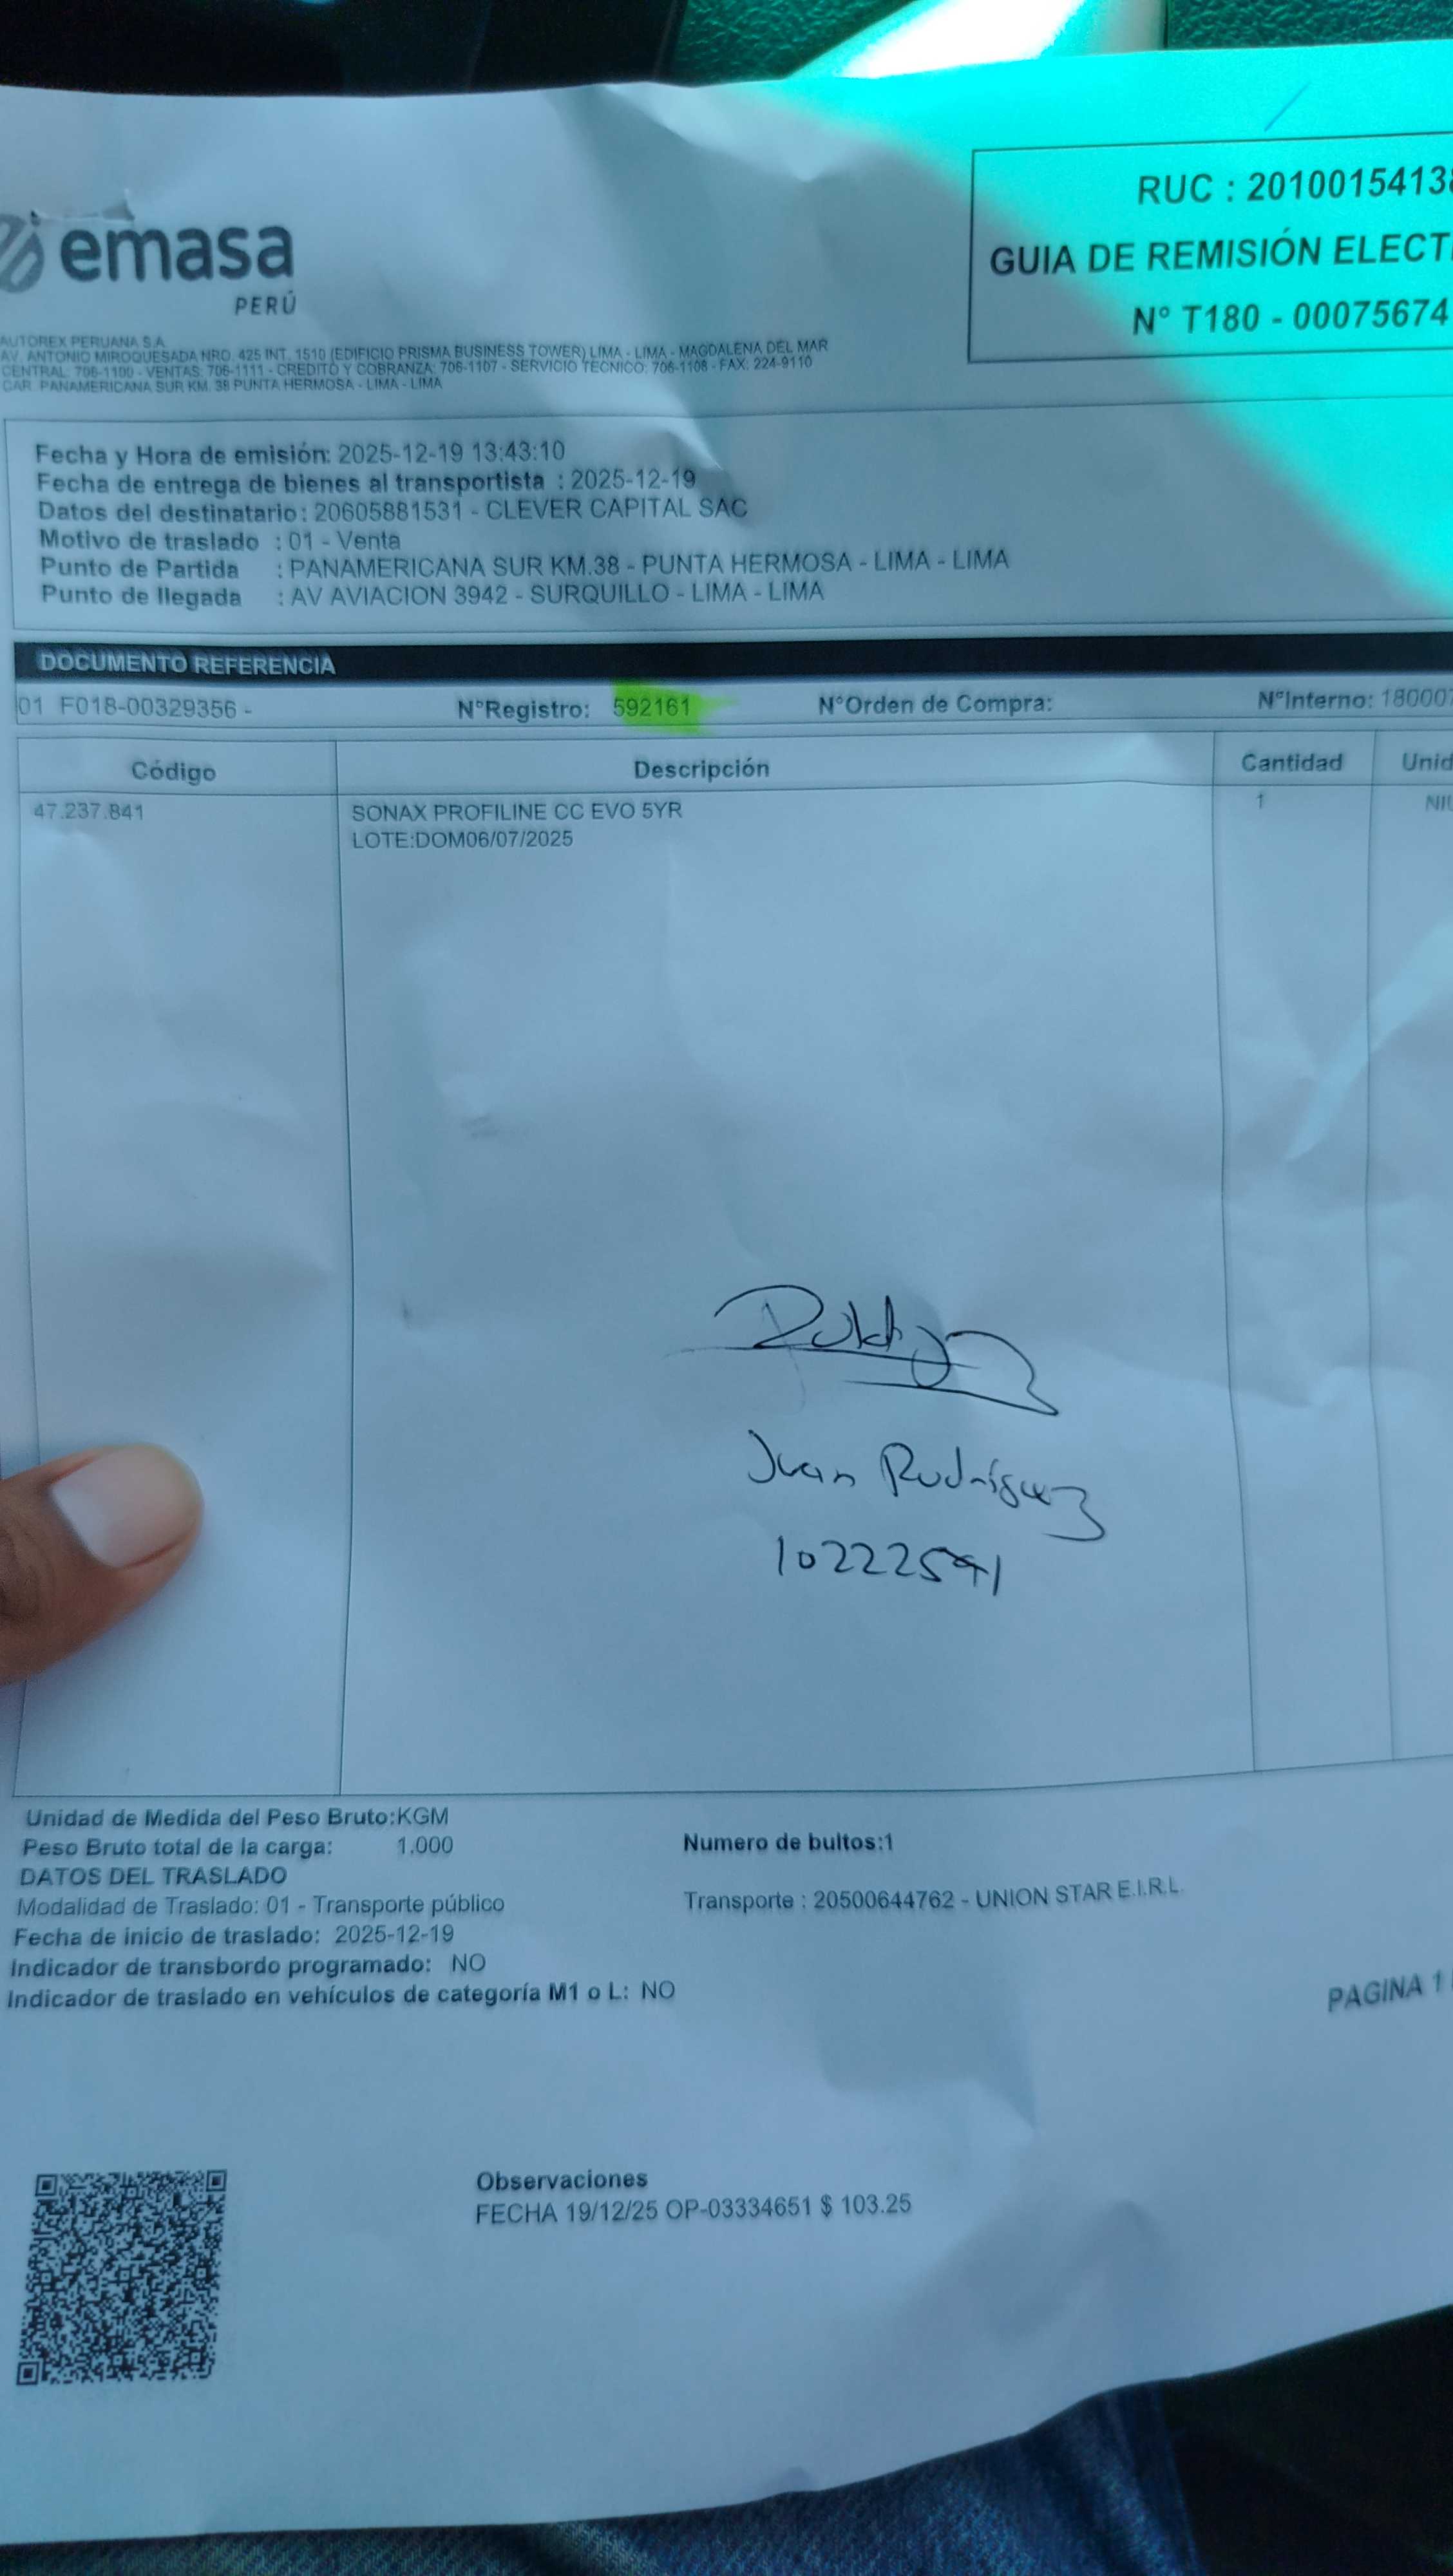 emasa
PERÚ
RUC : 2010015413
GUIA DE REMISIÓN ELECT
N° T180 - 00075674
AUTOREX PERUANA S.A.
AV. ANTONIO MIROQUESADA NRO. 425 INT. 1510 (EDIFICIO PRISMA BUSINESS TOWER) LIMA - LIMA - MAGDALENA DEL MAR
CENTRAL: 706-1100 - VENTAS: 706-1111 - CREDITO Y COBRANZA: 706-1107 - SERVICIO TECNICO: 706-1108 - FAX: 224-9110
CAR. PANAMERICANA SUR KM. 38 PUNTA HERMOSA - LIMA - LIMA
Fecha y Hora de emisión: 2025-12-19 13:43:10
Fecha de entrega de bienes al transportista : 2025-12-19
Datos del destinatario: 20605881531 - CLEVER CAPITAL SAC
Motivo de traslado : 01 - Venta
Punto de Partida : PANAMERICANA SUR KM.38 - PUNTA HERMOSA - LIMA - LIMA
Punto de llegada : AV AVIACION 3942 - SURQUILLO - LIMA - LIMA
DOCUMENTO REFERENCIA
01 F018-00329356 - N°Registro: 592161 N°Orden de Compra: N°Interno: 18000
Código Descripción Cantidad Unid
47.237.841 SONAX PROFILINE CC EVO 5YR 1 NIU
LOTE:DOM06/07/2025
Juan Rodríguez
10222591
Unidad de Medida del Peso Bruto:KGM
Peso Bruto total de la carga: 1.000 Numero de bultos:1
DATOS DEL TRASLADO
Modalidad de Traslado: 01 - Transporte público Transporte : 20500644762 - UNION STAR E.I.R.L.
Fecha de inicio de traslado: 2025-12-19
Indicador de transbordo programado: NO
Indicador de traslado en vehículos de categoría M1 o L: NO
PAGINA 1
Observaciones
FECHA 19/12/25 OP-03334651 $ 103.25